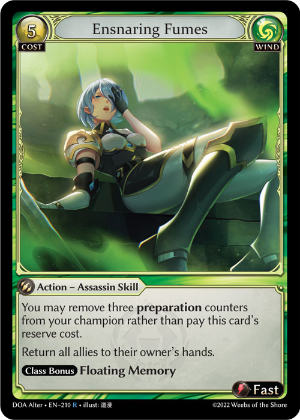 Ensnaring Fumes
5
COST
WIND
Action – Assassin Skill
You may remove three preparation counters
from your champion rather than pay this card's
reserve cost.
Return all allies to their owner's hands.
Class Bonus Floating Memory
Fast
DOA Alter • EN-210 R • illust:
©2022 Weebs of the Shore